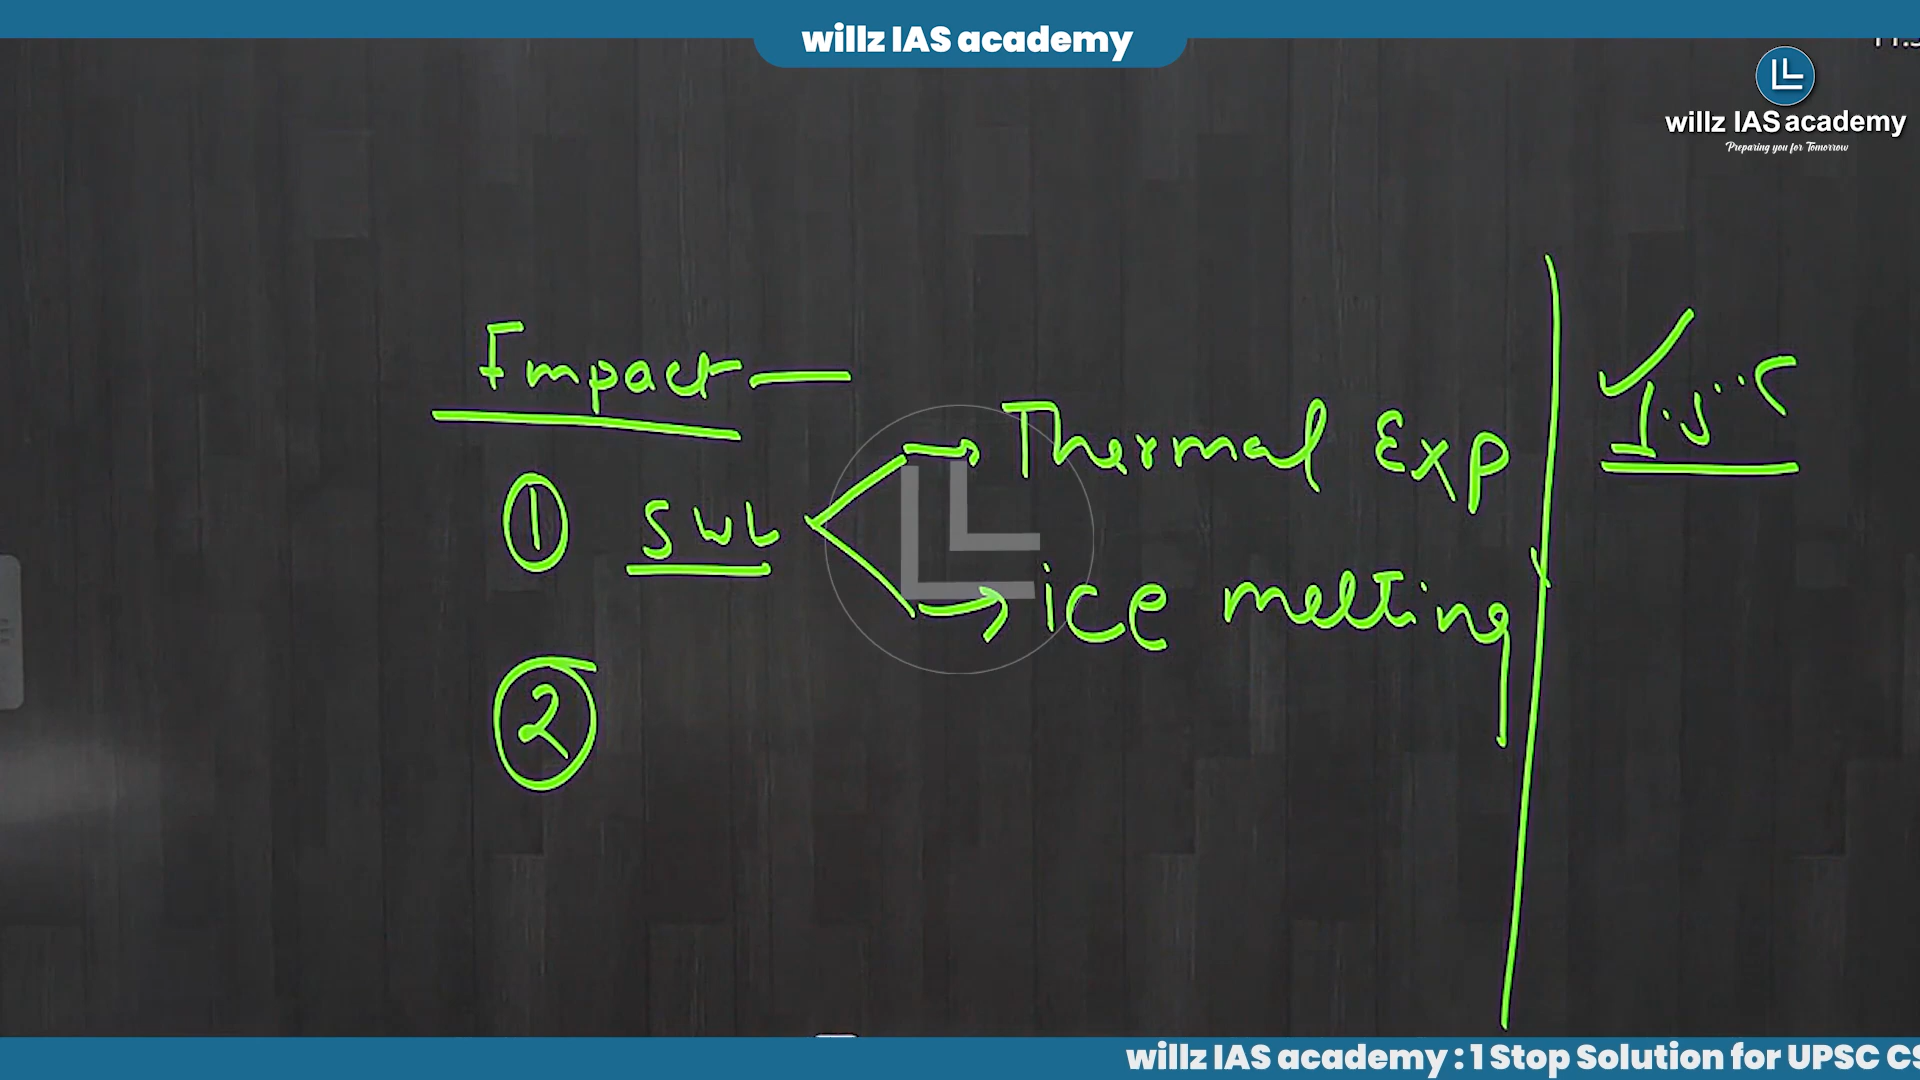 willz IAS academy
willz IAS academy
Preparing you for Tomorrow
Impact —
① SWL
→ Thermal Exp
→ ice melting
②
willz IAS academy : 1 Stop Solution for UPSC CS